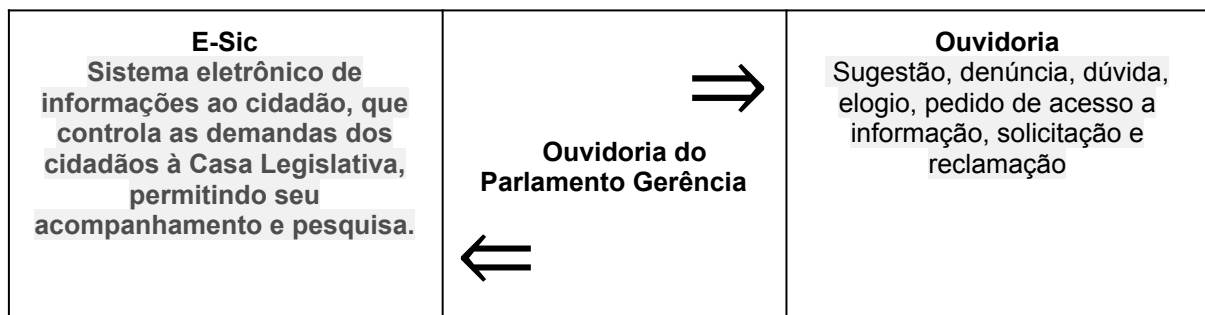 E-Sic
Sistema eletrônico de
informações ao cidadão, que
controla as demandas dos
cidadãos à Casa Legislativa,
permitindo seu
acompanhamento e pesquisa.
⇒
Ouvidoria do
Parlamento Gerência
⇐
Ouvidoria
Sugestão, denúncia, dúvida,
elogio, pedido de acesso a
informação, solicitação e
reclamação